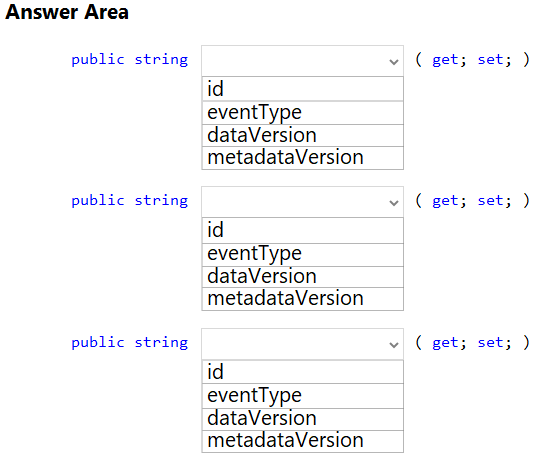 Answer Area
public string ( get; set; )
id
eventType
dataVersion
metadataVersion
public string ( get; set; )
id
eventType
dataVersion
metadataVersion
public string ( get; set; )
id
eventType
dataVersion
metadataVersion